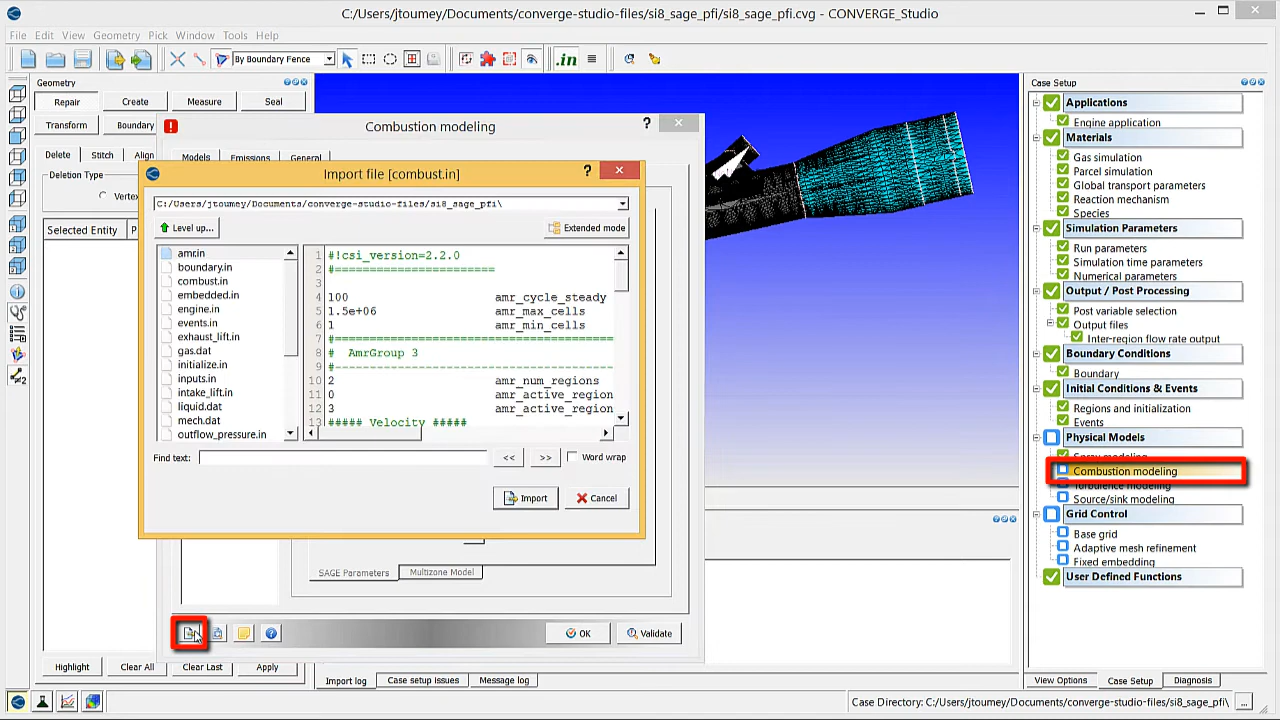 C:/Users/jtoumey/Documents/converge-studio-files/si8_sage_pfi/si8_sage_pfi.cvg - CONVERGE_Studio
File Edit View Geometry Pick Window Tools Help
By Boundary Fence
.in
Geometry
Repair Create Measure Seal
Transform Boundary
Delete Stitch Align
Deletion Type
Vertex
Selected Entity P
Highlight Clear All Clear Last Apply
Combustion modeling
?
Models Emissions General
Import file [combust.in]
?
C:/Users/jtoumey/Documents/converge-studio-files/si8_sage_pfi\
Level up...
Extended mode
amr.in
boundary.in
combust.in
embedded.in
engine.in
events.in
exhaust_lift.in
gas.dat
initialize.in
inputs.in
intake_lift.in
liquid.dat
mech.dat
outflow_pressure.in
1 #!csi_version=2.2.0
2 #========================
3
4 100 amr_cycle_steady
5 1.5e+06 amr_max_cells
6 1 amr_min_cells
7 #=========================================
8 # AmrGroup 3
9 #-----------------------------------------
10 2 amr_num_regions
11 0 amr_active_region
12 3 amr_active_region
13 ##### Velocity #####
Find text:
<< >>
Word wrap
Import
Cancel
SAGE Parameters Multizone Model
OK
Validate
Import log Case setup issues Message log
Case Setup
Applications
Engine application
Materials
Gas simulation
Parcel simulation
Global transport parameters
Reaction mechanism
Species
Simulation Parameters
Run parameters
Simulation time parameters
Numerical parameters
Output / Post Processing
Post variable selection
Output files
Inter-region flow rate output
Boundary Conditions
Boundary
Initial Conditions & Events
Regions and initialization
Events
Physical Models
Spray modeling
Combustion modeling
Turbulence modeling
Source/sink modeling
Grid Control
Base grid
Adaptive mesh refinement
Fixed embedding
User Defined Functions
View Options Case Setup Diagnosis
Case Directory: C:/Users/jtoumey/Documents/converge-studio-files/si8_sage_pfi\
...